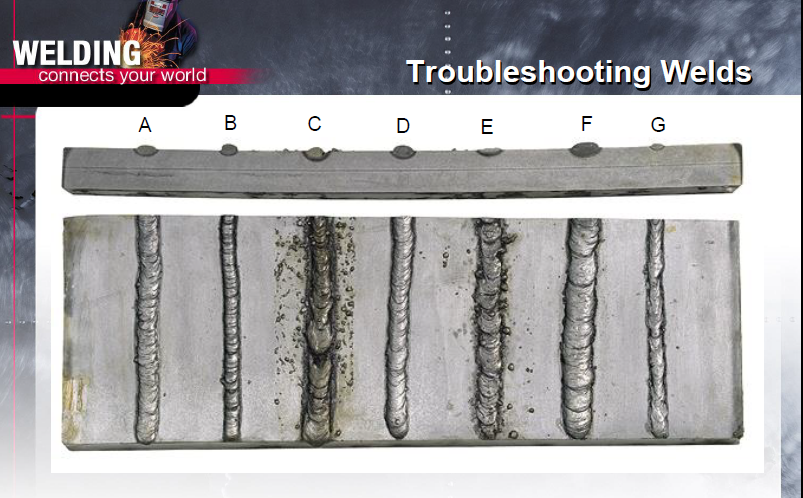 WELDING
connects your world
Troubleshooting Welds
A B C D E F G